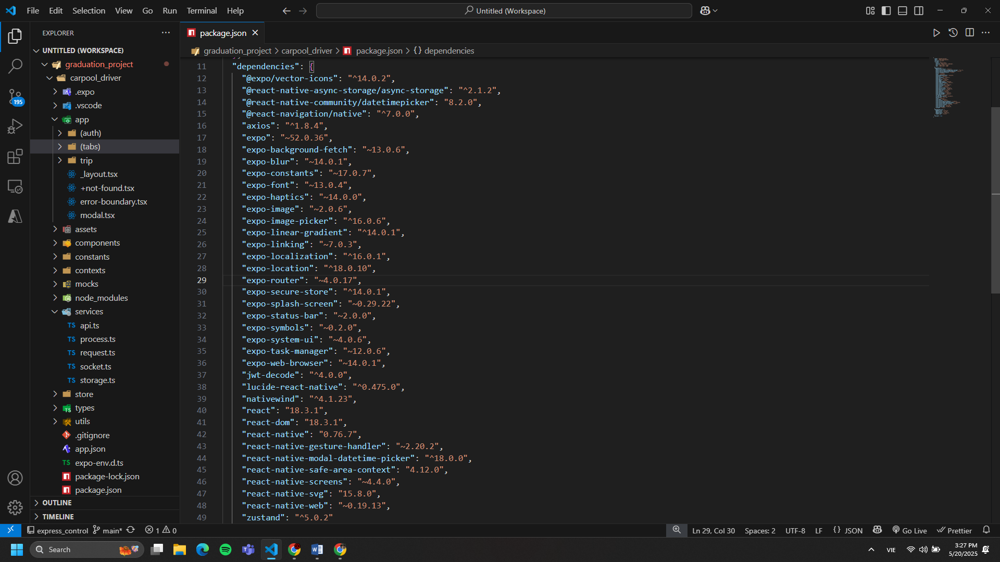 File Edit Selection View Go Run Terminal Help
Untitled (Workspace)
EXPLORER
UNTITLED (WORKSPACE)
graduation_project
carpool_driver
.expo
.vscode
app
(auth)
(tabs)
trip
_layout.tsx
+not-found.tsx
error-boundary.tsx
modal.tsx
assets
components
constants
contexts
mocks
node_modules
services
TS api.ts
TS process.ts
TS request.ts
TS socket.ts
TS storage.ts
store
types
utils
.gitignore
app.json
TS expo-env.d.ts
package-lock.json
package.json
OUTLINE
TIMELINE
195
package.json
graduation_project > carpool_driver > package.json > {} dependencies
11 "dependencies": {
12 "@expo/vector-icons": "^14.0.2",
13 "@react-native-async-storage/async-storage": "^2.1.2",
14 "@react-native-community/datetimepicker": "8.2.0",
15 "@react-navigation/native": "^7.0.0",
16 "axios": "^1.8.4",
17 "expo": "~52.0.36",
18 "expo-background-fetch": "~13.0.6",
19 "expo-blur": "~14.0.1",
20 "expo-constants": "~17.0.7",
21 "expo-font": "~13.0.4",
22 "expo-haptics": "~14.0.0",
23 "expo-image": "~2.0.6",
24 "expo-image-picker": "^16.0.6",
25 "expo-linear-gradient": "^14.0.1",
26 "expo-linking": "~7.0.3",
27 "expo-localization": "^16.0.1",
28 "expo-location": "^18.0.10",
29 "expo-router": "~4.0.17",
30 "expo-secure-store": "^14.0.1",
31 "expo-splash-screen": "~0.29.22",
32 "expo-status-bar": "~2.0.0",
33 "expo-symbols": "~0.2.0",
34 "expo-system-ui": "~4.0.6",
35 "expo-task-manager": "~12.0.6",
36 "expo-web-browser": "~14.0.1",
37 "jwt-decode": "^4.0.0",
38 "lucide-react-native": "^0.475.0",
39 "nativewind": "^4.1.23",
40 "react": "18.3.1",
41 "react-dom": "18.3.1",
42 "react-native": "0.76.7",
43 "react-native-gesture-handler": "~2.20.2",
44 "react-native-modal-datetime-picker": "^18.0.0",
45 "react-native-safe-area-context": "4.12.0",
46 "react-native-screens": "~4.4.0",
47 "react-native-svg": "15.8.0",
48 "react-native-web": "~0.19.13",
49 "zustand": "^5.0.2"
express_control main* 1 0 Ln 29, Col 30 Spaces: 2 UTF-8 LF {} JSON Go Live Prettier
Search VIE 3:27 PM
5/20/2025